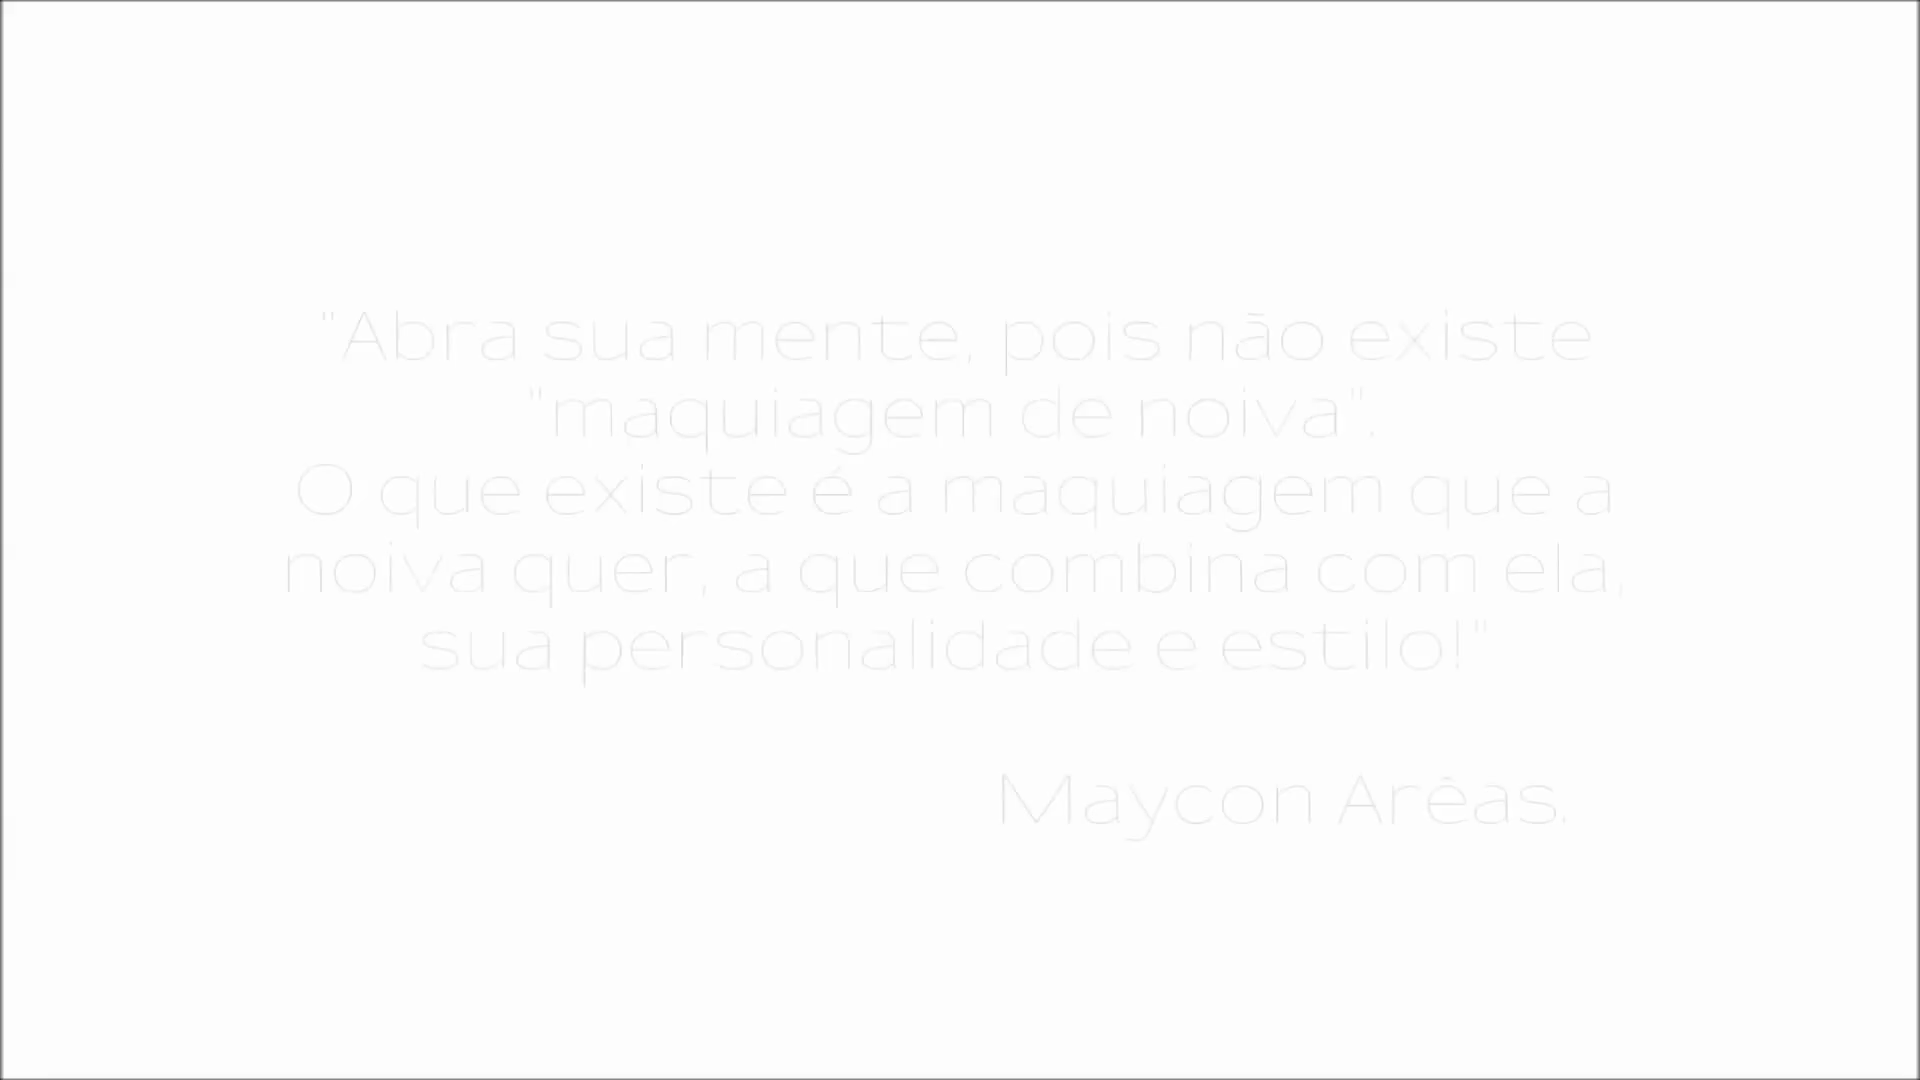 "Abra sua mente, pois não existe
"maquiagem de noiva".
O que existe é a maquiagem que a
noiva quer, a que combina com ela,
sua personalidade e estilo!"
Maycon Arêas.